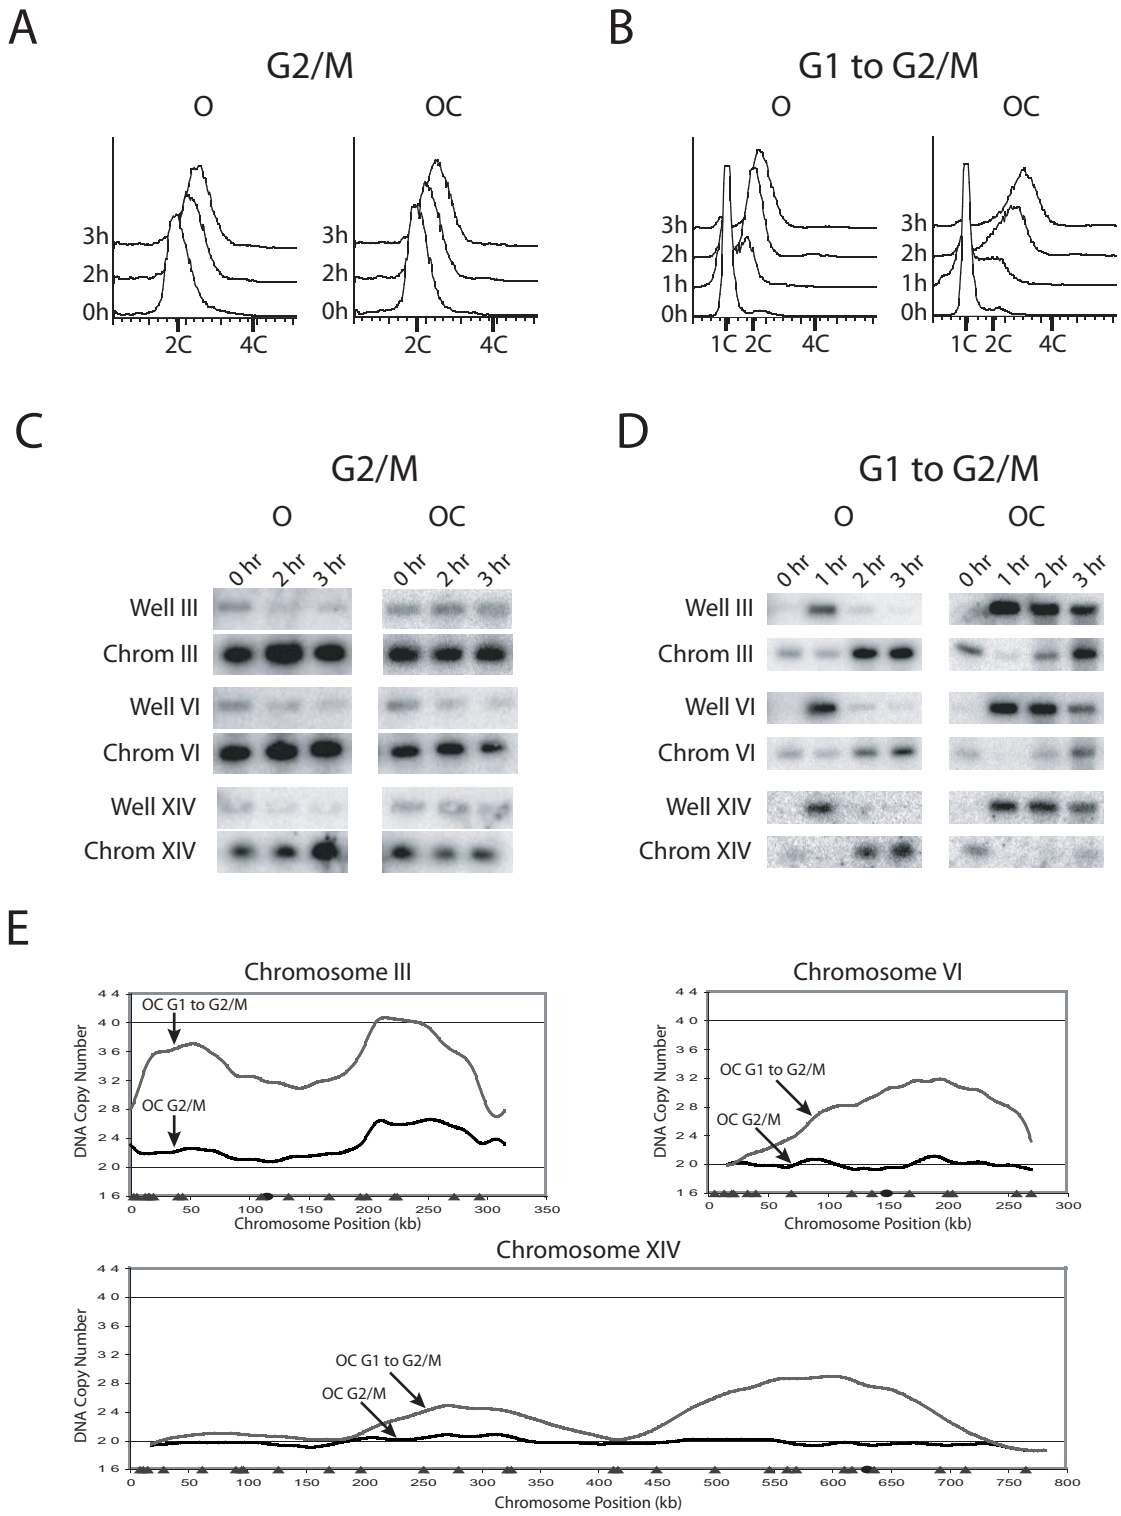 A
G2/M
O
OC
3h
2h
0h
3h
2h
0h
2C
4C
2C
4C
B
G1 to G2/M
O
OC
3h
2h
1h
0h
3h
2h
1h
0h
1C 2C
4C
1C 2C
4C
C
G2/M
O
OC
0 hr
2 hr
3 hr
0 hr
2 hr
3 hr
Well III
Chrom III
Well VI
Chrom VI
Well XIV
Chrom XIV
D
G1 to G2/M
O
OC
0 hr
1 hr
2 hr
3 hr
0 hr
1 hr
2 hr
3 hr
Well III
Chrom III
Well VI
Chrom VI
Well XIV
Chrom XIV
E
Chromosome III
DNA Copy Number
4 4
4 0
3 6
3 2
2 8
2 4
2 0
1 6
OC G1 to G2/M
OC G2/M
0 50 100 150 200 250 300 350
Chromosome Position (kb)
Chromosome VI
DNA Copy Number
4 4
4 0
3 6
3 2
2 8
2 4
2 0
1 6
OC G1 to G2/M
OC G2/M
0 50 100 150 200 250 300
Chromosome Position (kb)
Chromosome XIV
DNA Copy Number
4 4
4 0
3 6
3 2
2 8
2 4
2 0
1 6
OC G1 to G2/M
OC G2/M
0 50 100 150 200 250 300 350 400 450 500 550 600 650 700 750 800
Chromosome Position (kb)